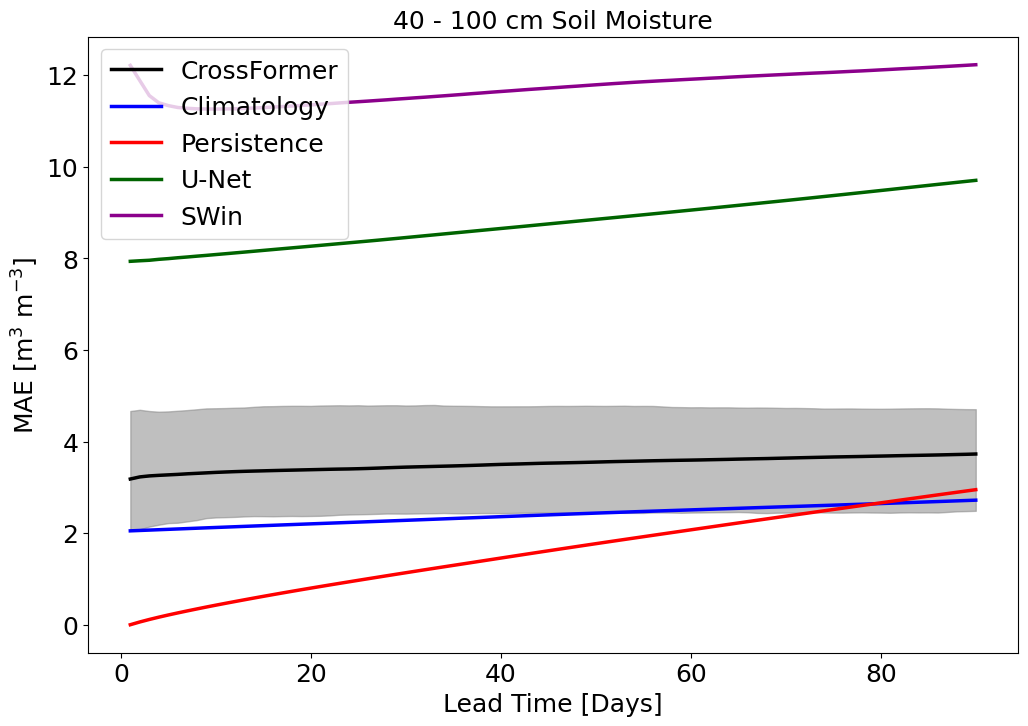 40 - 100 cm Soil Moisture
CrossFormer
Climatology
Persistence
U-Net
SWin
12
10
8
6
4
2
0
MAE [m³ m⁻³]
0 20 40 60 80
Lead Time [Days]